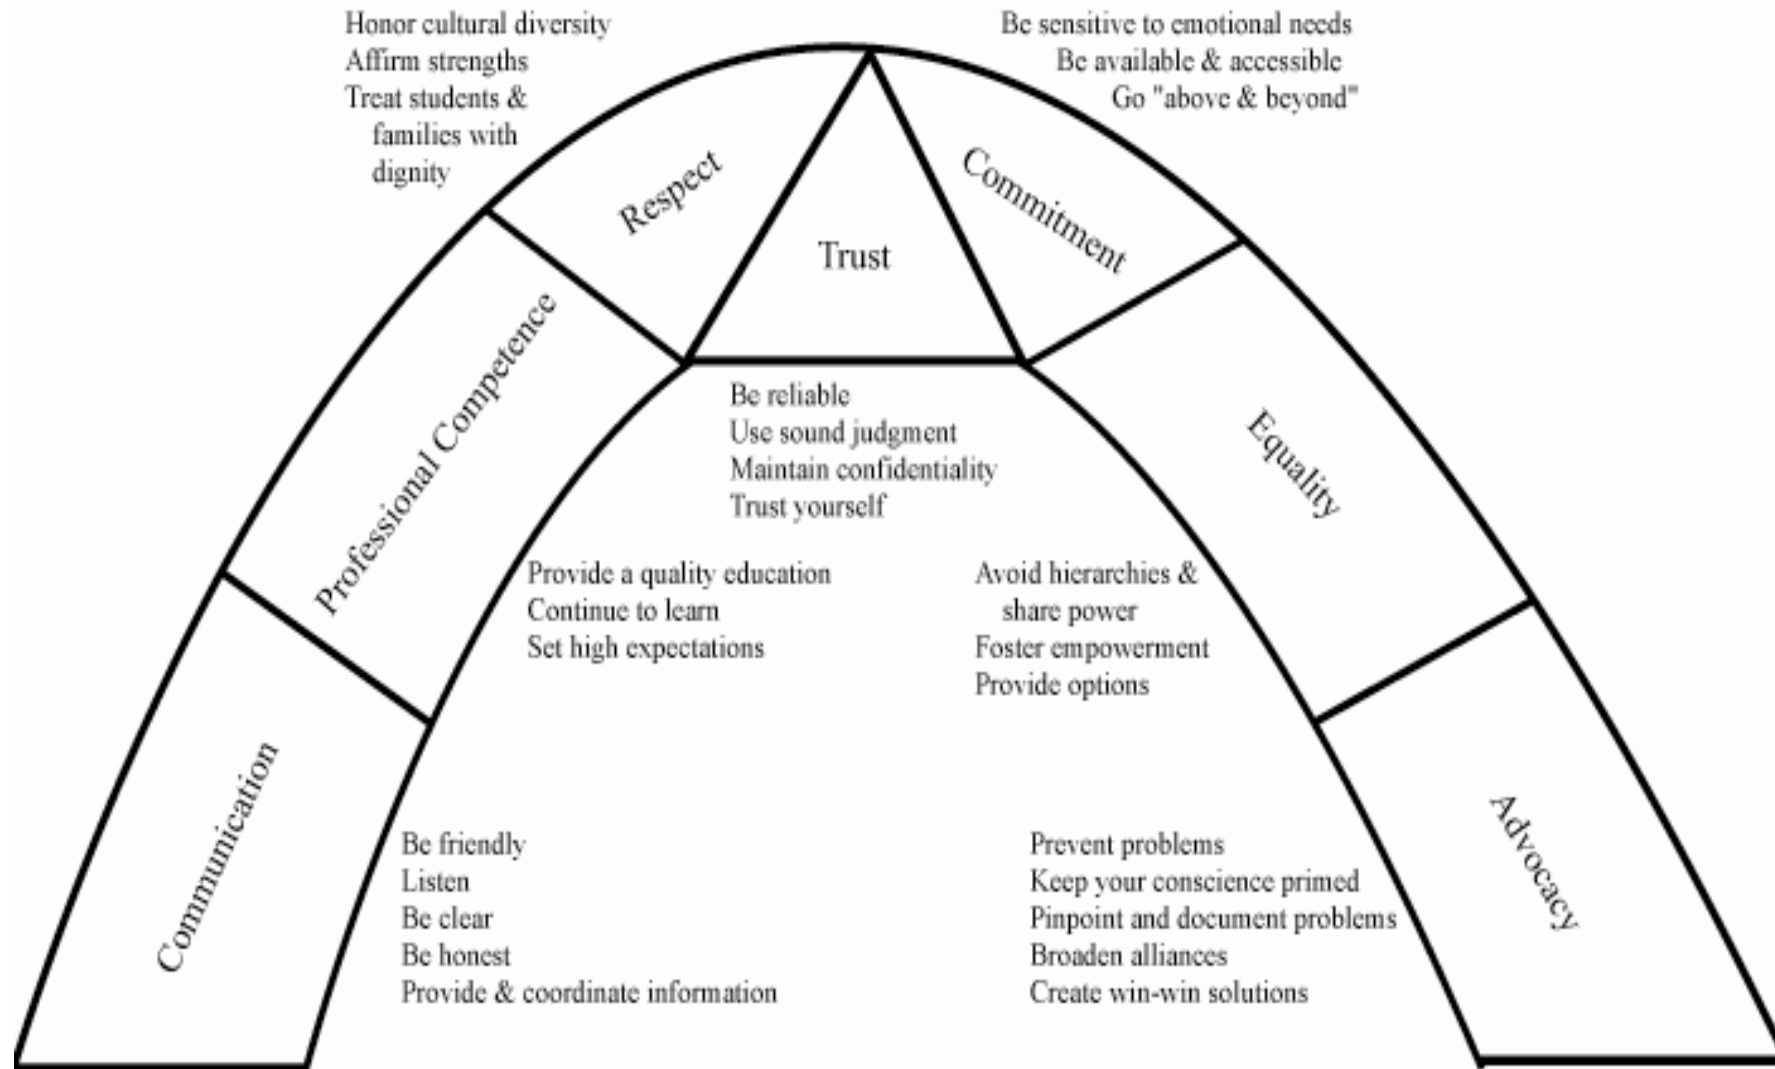 Honor cultural diversity
Affirm strengths
Treat students &
families with
dignity
Be sensitive to emotional needs
Be available & accessible
Go "above & beyond"
Respect
Commitment
Trust
Professional Competence
Equality
Be reliable
Use sound judgment
Maintain confidentiality
Trust yourself
Provide a quality education
Continue to learn
Set high expectations
Avoid hierarchies &
share power
Foster empowerment
Provide options
Communication
Advocacy
Be friendly
Listen
Be clear
Be honest
Provide & coordinate information
Prevent problems
Keep your conscience primed
Pinpoint and document problems
Broaden alliances
Create win-win solutions